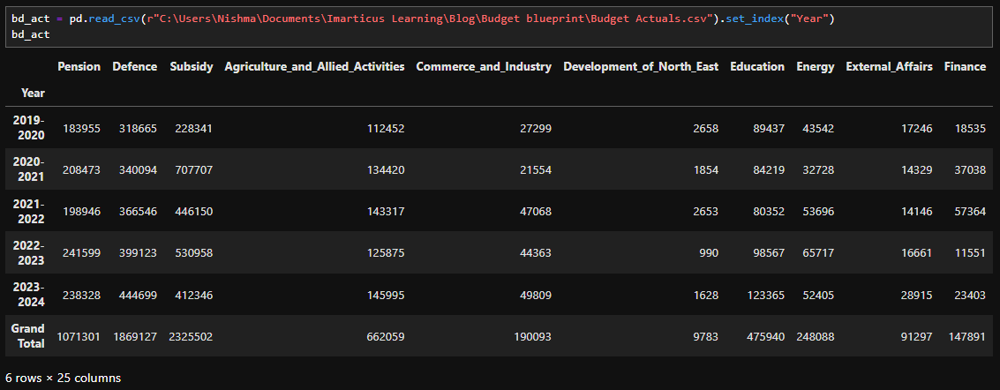 bd_act = pd.read_csv(r"C:\Users\Nishma\Documents\Imarticus Learning\Blog\Budget blueprint\Budget Actuals.csv").set_index("Year")
bd_act
Pension Defence Subsidy Agriculture_and_Allied_Activities Commerce_and_Industry Development_of_North_East Education Energy External_Affairs Finance
Year
2019-2020 183955 318665 228341 112452 27299 2658 89437 43542 17246 18535
2020-2021 208473 340094 707707 134420 21554 1854 84219 32728 14329 37038
2021-2022 198946 366546 446150 143317 47068 2653 80352 53696 14146 57364
2022-2023 241599 399123 530958 125875 44363 990 98567 65717 16661 11551
2023-2024 238328 444699 412346 145995 49809 1628 123365 52405 28915 23403
Grand Total 1071301 1869127 2325502 662059 190093 9783 475940 248088 91297 147891
6 rows × 25 columns